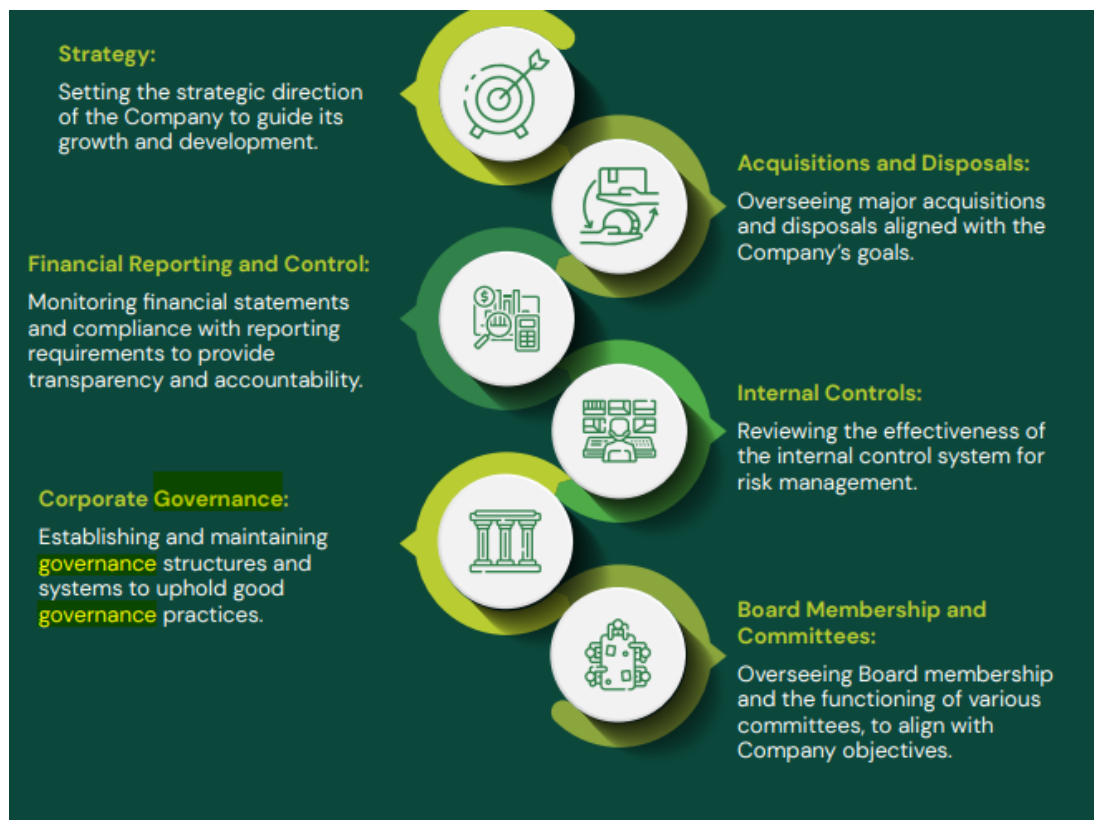 Strategy:
Setting the strategic direction
of the Company to guide its
growth and development.
Acquisitions and Disposals:
Overseeing major acquisitions
and disposals aligned with the
Company's goals.
Financial Reporting and Control:
Monitoring financial statements
and compliance with reporting
requirements to provide
transparency and accountability.
Internal Controls:
Reviewing the effectiveness of
the internal control system for
risk management.
Corporate Governance:
Establishing and maintaining
governance structures and
systems to uphold good
governance practices.
Board Membership and
Committees:
Overseeing Board membership
and the functioning of various
committees, to align with
Company objectives.